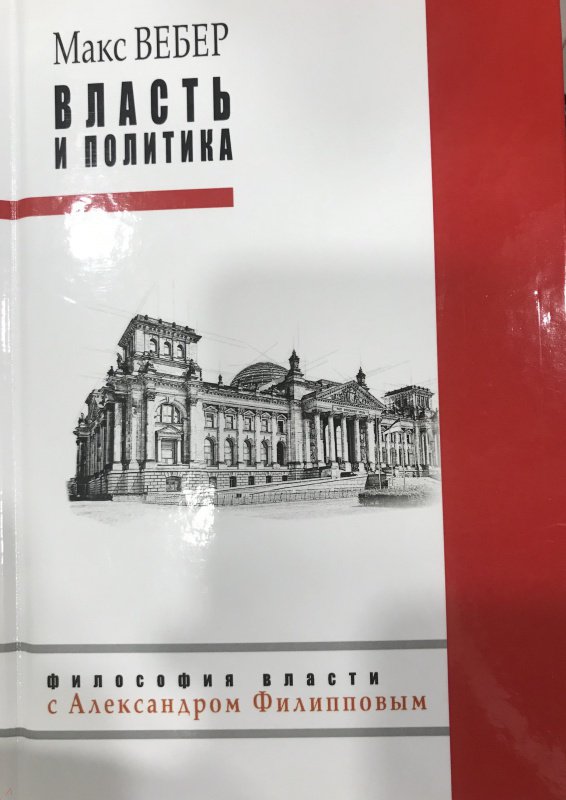 Макс ВЕБЕР
ВЛАСТЬ
И ПОЛИТИКА
ФИЛОСОФИЯ ВЛАСТИ
с Александром Филипповым